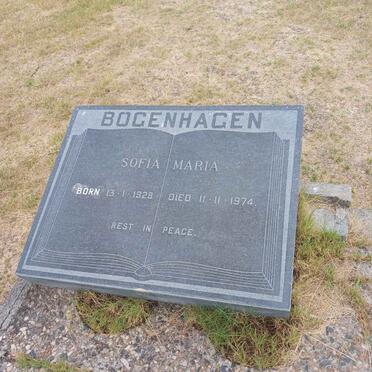 BOGENHAGEN
SOFIA MARIA
BORN 13-1-1928 DIED 11-11-1974.
REST IN PEACE.